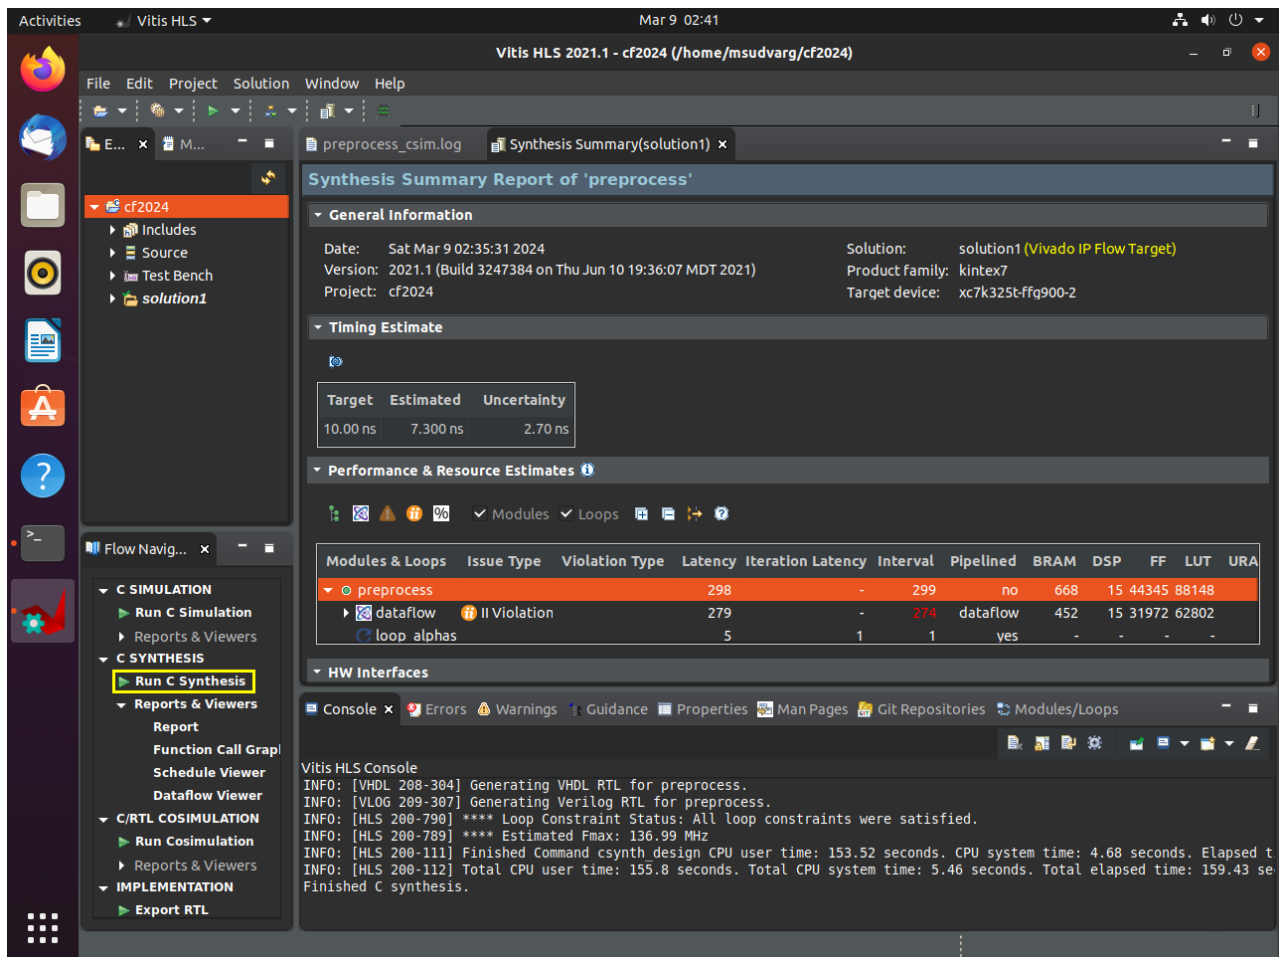 Activities Vitis HLS Mar 9 02:41
Vitis HLS 2021.1 - cf2024 (/home/msudvarg/cf2024)
File Edit Project Solution Window Help
E... M...
cf2024
Includes
Source
Test Bench
solution1
preprocess_csim.log Synthesis Summary(solution1)
Synthesis Summary Report of 'preprocess'
General Information
Date: Sat Mar 9 02:35:31 2024 Solution: solution1 (Vivado IP Flow Target)
Version: 2021.1 (Build 3247384 on Thu Jun 10 19:36:07 MDT 2021) Product family: kintex7
Project: cf2024 Target device: xc7k325t-ffg900-2
Timing Estimate
Target Estimated Uncertainty
10.00 ns 7.300 ns 2.70 ns
Performance & Resource Estimates
% Modules Loops
Modules & Loops Issue Type Violation Type Latency Iteration Latency Interval Pipelined BRAM DSP FF LUT URA
preprocess 298 - 299 no 668 15 44345 88148
dataflow II Violation 279 - 274 dataflow 452 15 31972 62802
loop_alphas 5 1 1 yes - - - -
HW Interfaces
Flow Navig...
C SIMULATION
Run C Simulation
Reports & Viewers
C SYNTHESIS
Run C Synthesis
Reports & Viewers
Report
Function Call Grap
Schedule Viewer
Dataflow Viewer
C/RTL COSIMULATION
Run Cosimulation
Reports & Viewers
IMPLEMENTATION
Export RTL
Console Errors Warnings Guidance Properties Man Pages Git Repositories Modules/Loops
Vitis HLS Console
INFO: [VHDL 208-304] Generating VHDL RTL for preprocess.
INFO: [VLOG 209-307] Generating Verilog RTL for preprocess.
INFO: [HLS 200-790] **** Loop Constraint Status: All loop constraints were satisfied.
INFO: [HLS 200-789] **** Estimated Fmax: 136.99 MHz
INFO: [HLS 200-111] Finished Command csynth_design CPU user time: 153.52 seconds. CPU system time: 4.68 seconds. Elapsed t
INFO: [HLS 200-112] Total CPU user time: 155.8 seconds. Total CPU system time: 5.46 seconds. Total elapsed time: 159.43 se
Finished C synthesis.